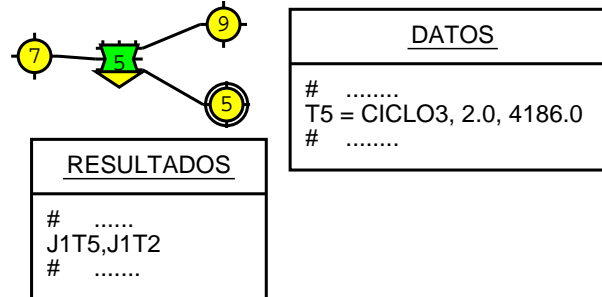 9
7
5
5
DATOS
# ........
T5 = CICLO3, 2.0, 4186.0
# ........
RESULTADOS
# ......
J1T5,J1T2
# .......